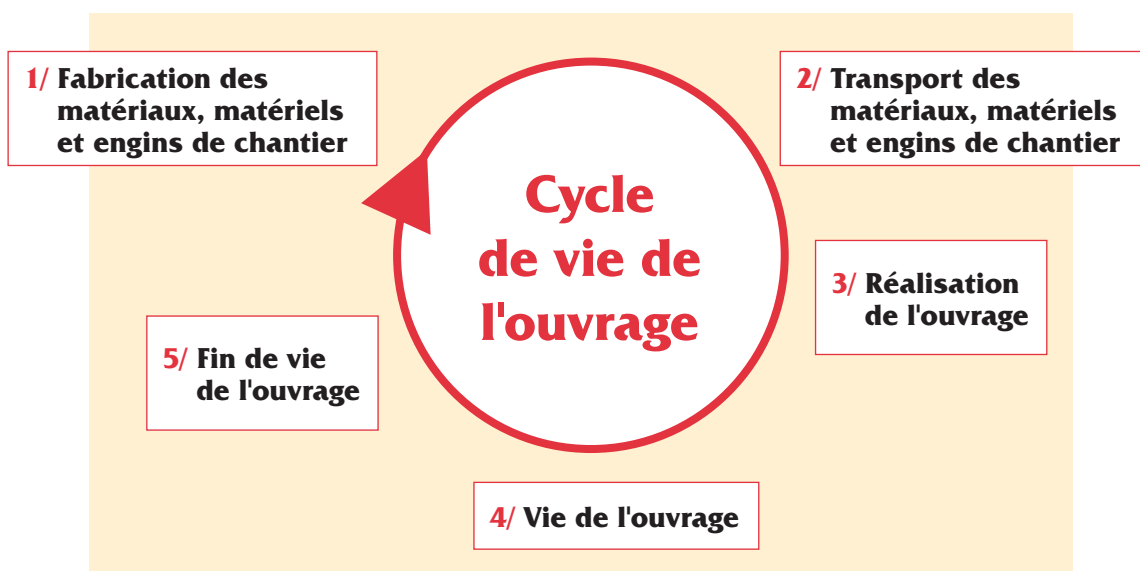 1/ Fabrication des
matériaux, matériels
et engins de chantier
2/ Transport des
matériaux, matériels
et engins de chantier
Cycle
de vie de
l'ouvrage
3/ Réalisation
de l'ouvrage
5/ Fin de vie
de l'ouvrage
4/ Vie de l'ouvrage